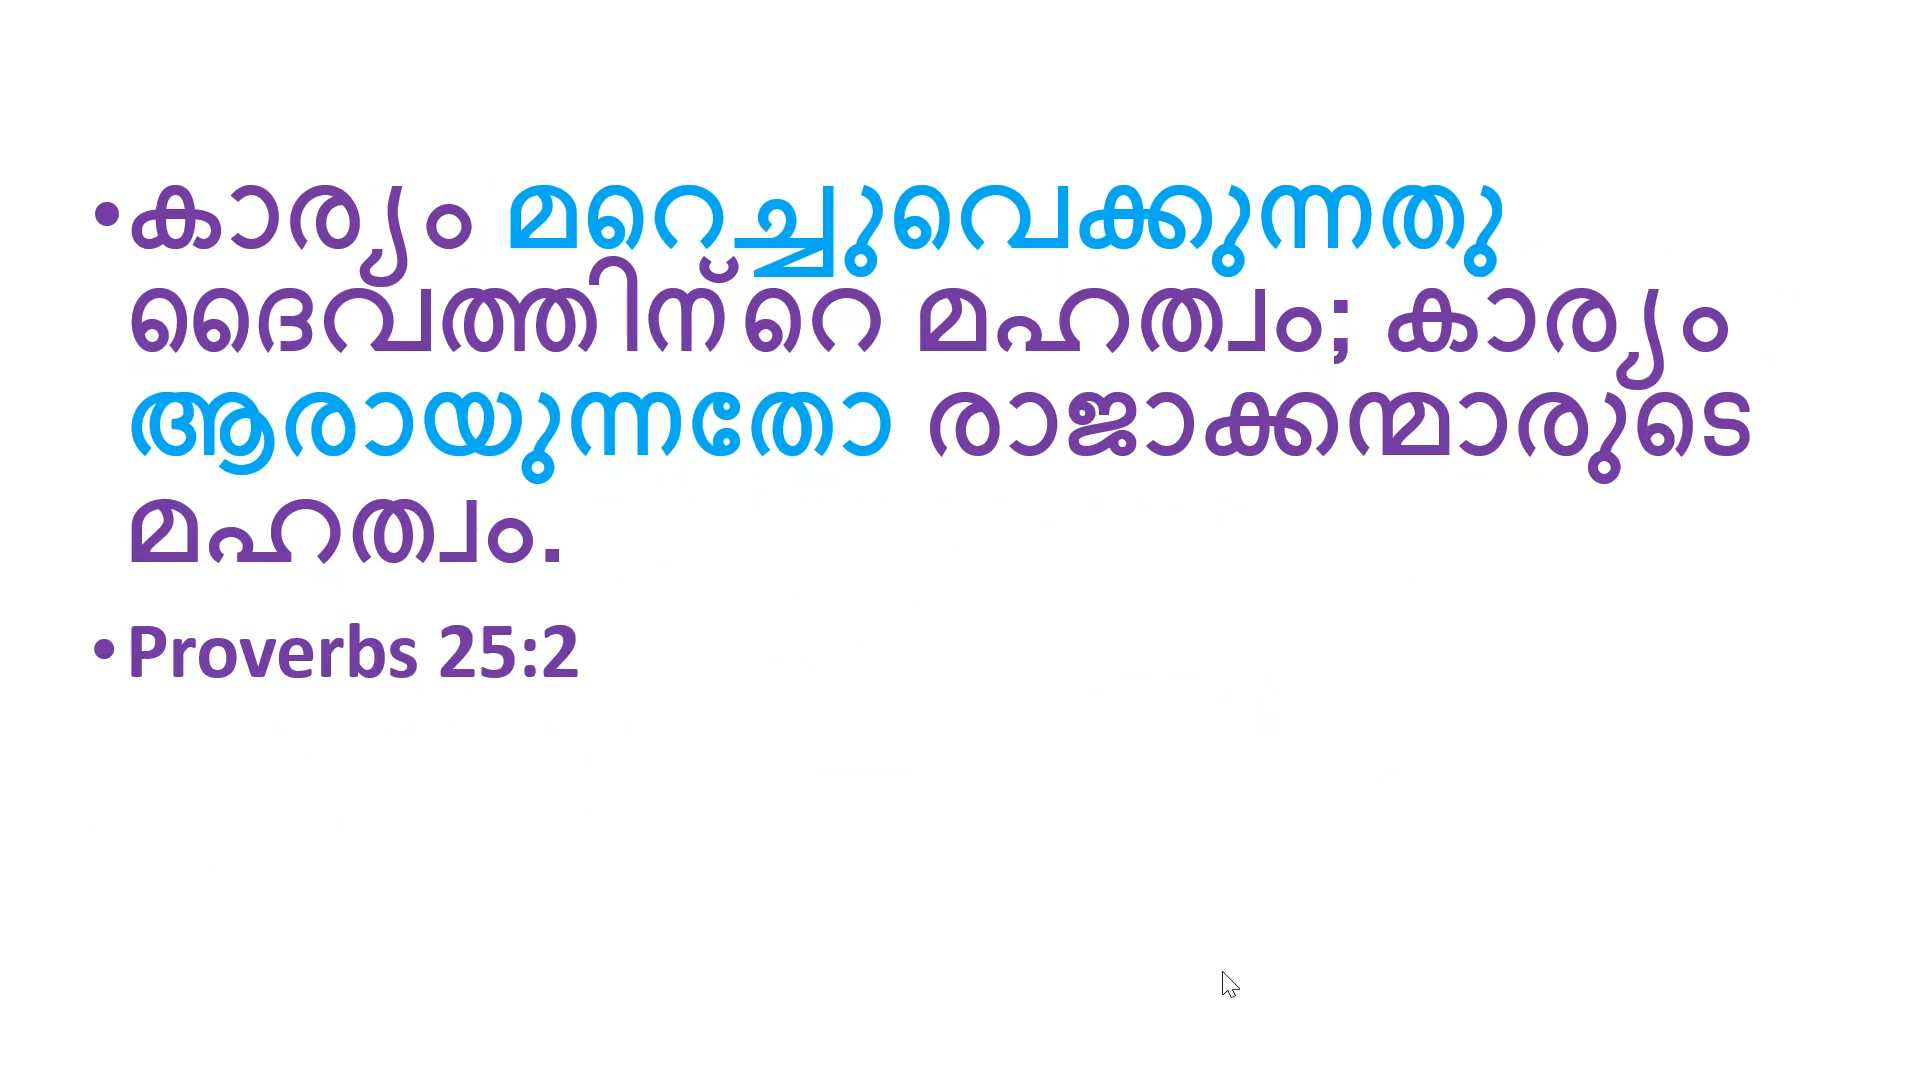 •കാര്യം മറെച്ചുവെക്കുന്നതു
ദൈവത്തിന്‍റെ മഹത്വം; കാര്യം
ആരായുന്നതോ രാജാക്കന്മാരുടെ
മഹത്വം.
•Proverbs 25:2